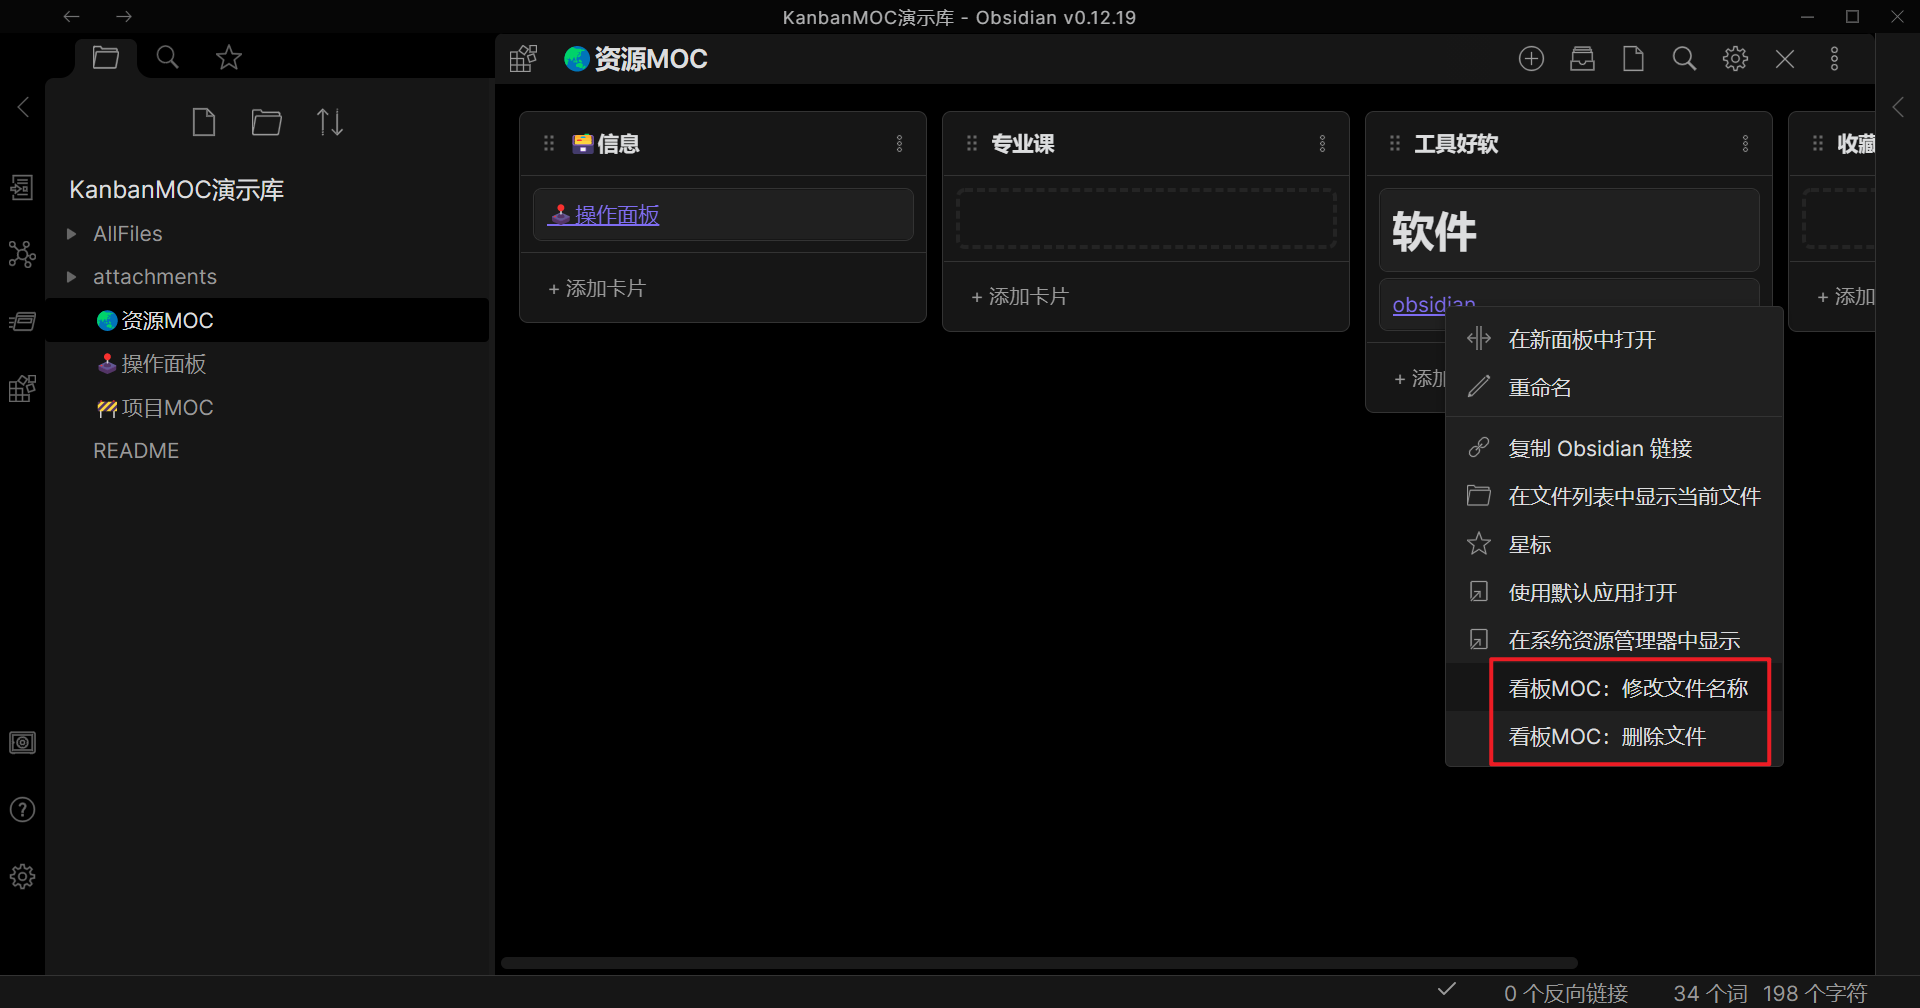 KanbanMOC演示库 - Obsidian v0.12.19
资源MOC
KanbanMOC演示库
AllFiles
attachments
资源MOC
操作面板
项目MOC
README
信息
操作面板
+ 添加卡片
专业课
+ 添加卡片
工具好软
软件
obsidian
+ 添加
收藏
+ 添加
在新面板中打开
重命名
复制 Obsidian 链接
在文件列表中显示当前文件
星标
使用默认应用打开
在系统资源管理器中显示
看板MOC：修改文件名称
看板MOC：删除文件
0 个反向链接
34 个词
198 个字符